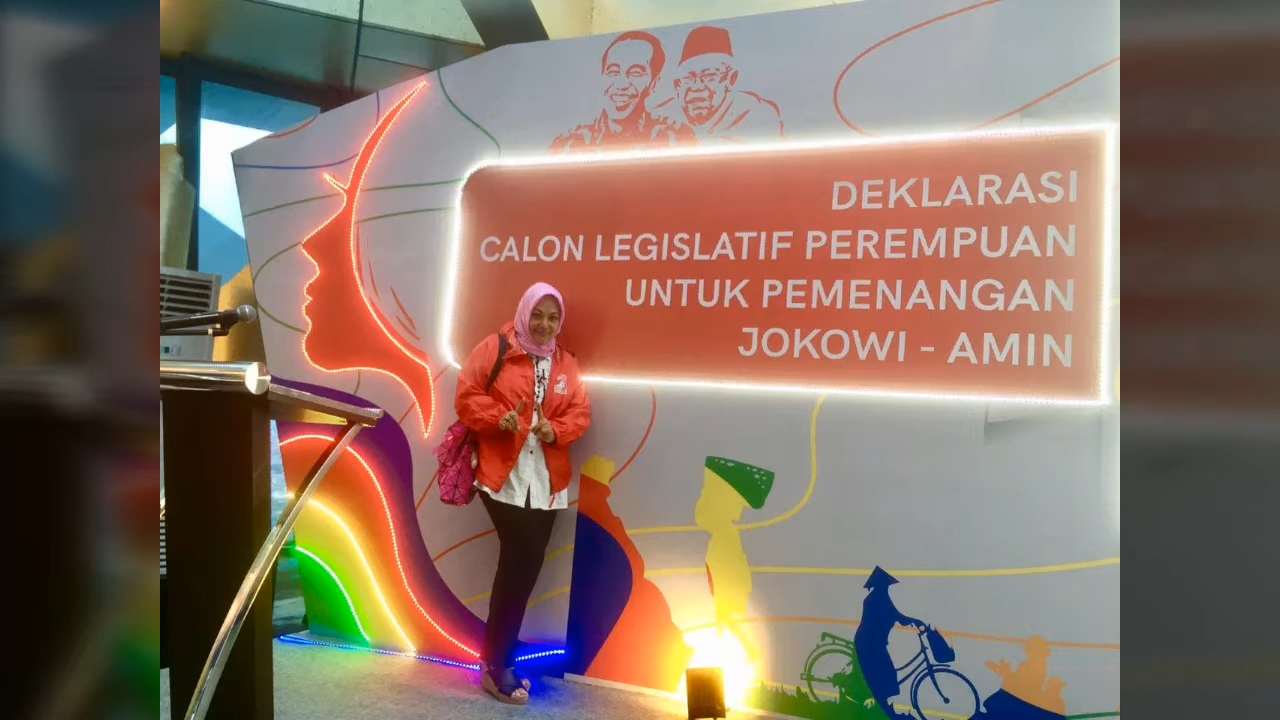 DEKLARASI
CALON LEGISLATIF PEREMPUAN
UNTUK PEMENANGAN
JOKOWI - AMIN